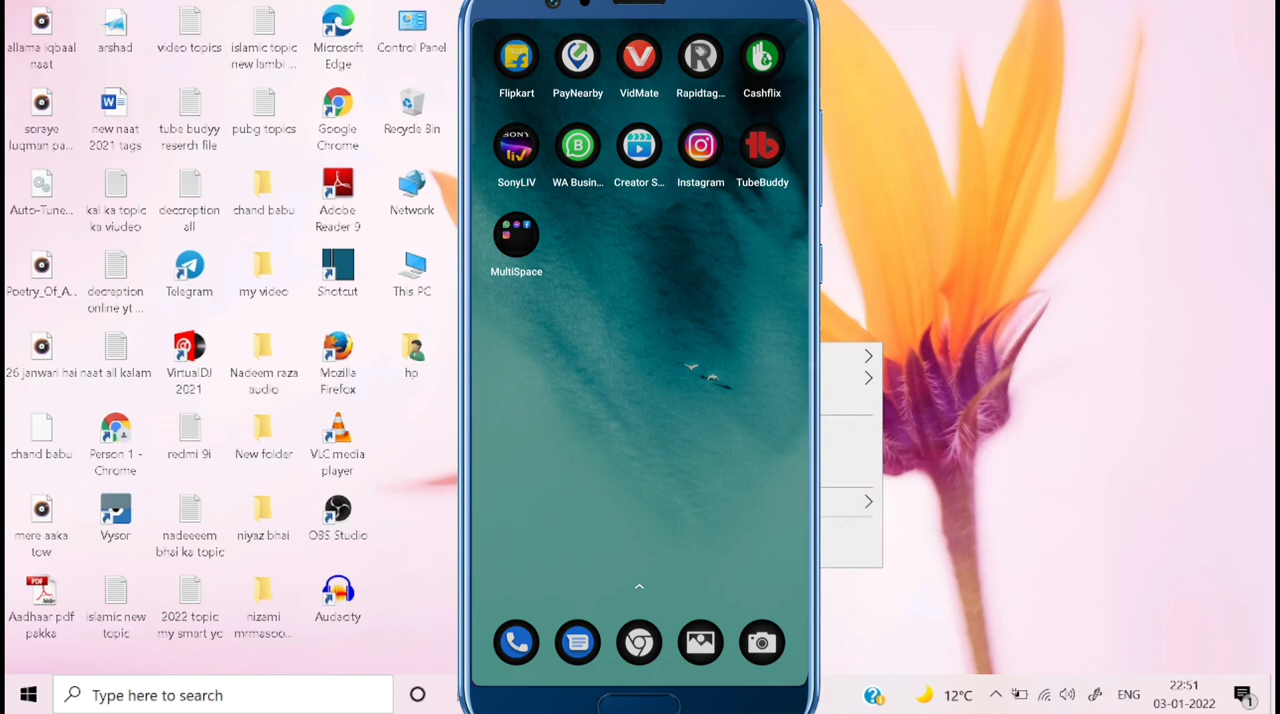 allama iqbaal
naat
arshad
video topics
islamic topic
new lambi ...
Microsoft
Edge
Control Panel
soraye
luqman pa...
new naat
2021 tags
tube budyy
reserch file
pubg topics
Google
Chrome
Recycle Bin
Auto-Tune...
kal ka topic
ka viudeo
deccreption
all
chand babu
Adobe
Reader 9
Network
Poetry_Of_A...
decreption
online yt ...
Telegram
my video
Shotcut
This PC
26 janwari hai
naat all kalam
VirtualDJ
2021
Nadeem raza
audio
Mozilla
Firefox
hp
chand babu
Person 1 -
Chrome
redmi 9i
New folder
VLC media
player
mere aaka
tow
Vysor
nadeeeem
bhai ka topic
niyaz bhai
OBS Studio
Aadhaar pdf
pakka
islamic new
topic
2022 topic
my smart yc
nizami
mrmasoo...
Audacity
Flipkart
PayNearby
VidMate
Rapidtag...
Cashflix
SONY
liv
SonyLIV
WA Busin...
Creator S...
Instagram
TubeBuddy
MultiSpace
Type here to search
12°C
ENG
22:51
03-01-2022
1